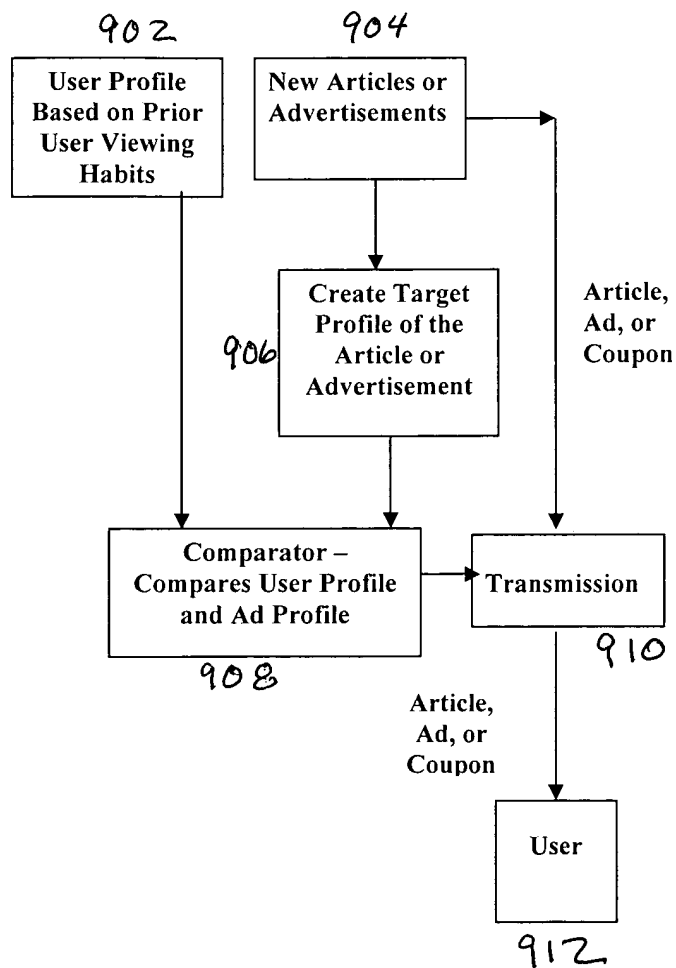 902
904
User Profile
Based on Prior
User Viewing
Habits
New Articles or
Advertisements
906
Create Target
Profile of the
Article or
Advertisement
Article,
Ad, or
Coupon
Comparator –
Compares User Profile
and Ad Profile
908
Transmission
910
Article,
Ad, or
Coupon
User
912